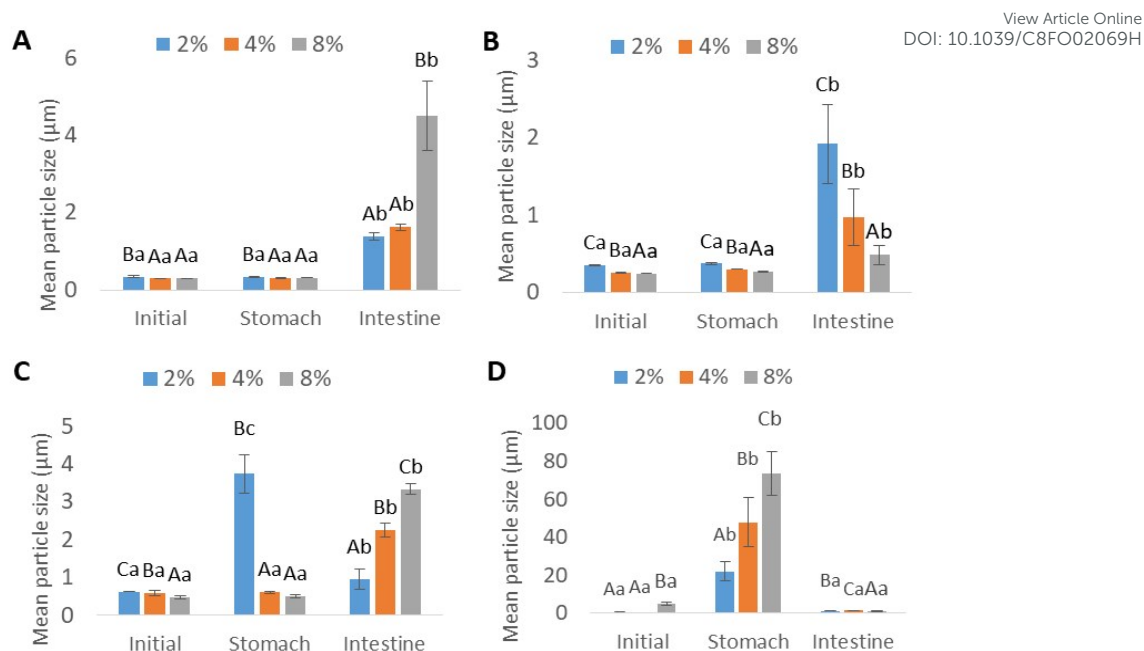 View Article Online
DOI: 10.1039/C8FO02069H
A
2% 4% 8%
Mean particle size (µm)
6
4
2
0
Ba Aa Aa
Ba Aa Aa
Ab Ab Bb
Initial Stomach Intestine
B
2% 4% 8%
Mean particle size (µm)
3
2
1
0
Ca Ba Aa
Ca Ba Aa
Cb Bb Ab
Initial Stomach Intestine
C
2% 4% 8%
Mean particle size (µm)
5
4
3
2
1
0
Ca Ba Aa
Bc Aa Aa
Ab Bb Cb
Initial Stomach Intestine
D
2% 4% 8%
Mean particle size (µm)
100
80
60
40
20
0
Aa Aa Ba
Ab Bb Cb
Ba Ca Aa
Initial Stomach Intestine